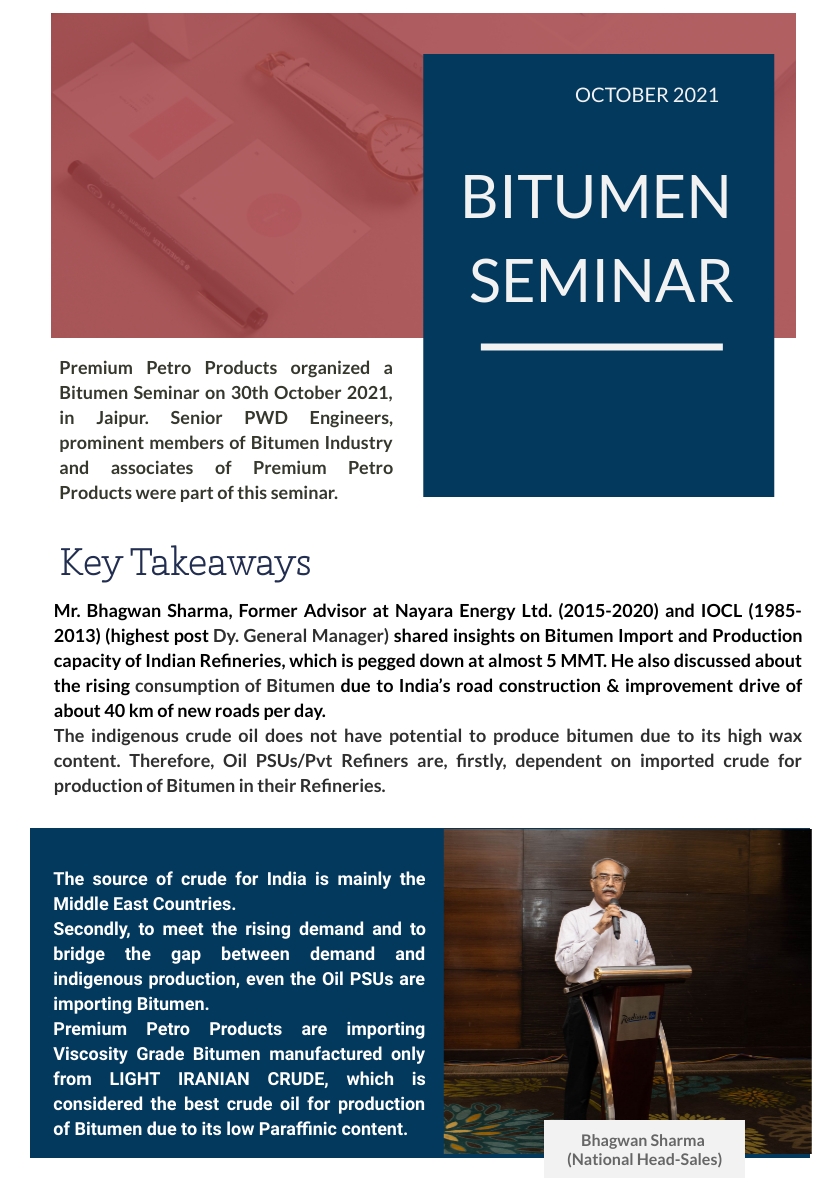 OCTOBER 2021
BITUMEN
SEMINAR
Premium Petro Products organized a
Bitumen Seminar on 30th October 2021,
in Jaipur. Senior PWD Engineers,
prominent members of Bitumen Industry
and associates of Premium Petro
Products were part of this seminar.
Key Takeaways
Mr. Bhagwan Sharma, Former Advisor at Nayara Energy Ltd. (2015-2020) and IOCL (1985-
2013) (highest post Dy. General Manager) shared insights on Bitumen Import and Production
capacity of Indian Refineries, which is pegged down at almost 5 MMT. He also discussed about
the rising consumption of Bitumen due to India’s road construction & improvement drive of
about 40 km of new roads per day.
The indigenous crude oil does not have potential to produce bitumen due to its high wax
content. Therefore, Oil PSUs/Pvt Refiners are, firstly, dependent on imported crude for
production of Bitumen in their Refineries.
The source of crude for India is mainly the
Middle East Countries.
Secondly, to meet the rising demand and to
bridge the gap between demand and
indigenous production, even the Oil PSUs are
importing Bitumen.
Premium Petro Products are importing
Viscosity Grade Bitumen manufactured only
from LIGHT IRANIAN CRUDE, which is
considered the best crude oil for production
of Bitumen due to its low Paraffinic content.
Radisson Blu
Bhagwan Sharma
(National Head-Sales)